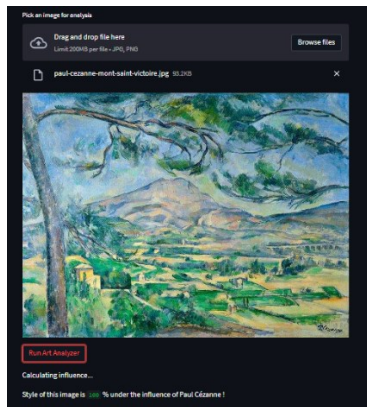 Pick an image for analysis
Drag and drop file here
Limit 200MB per file • JPG, PNG
Browse files
paul-cezanne-mont-saint-victoire.jpg 93.2KB
Run Art Analyzer
Calculating influence...
Style of this image is 100 % under the influence of Paul Cézanne !